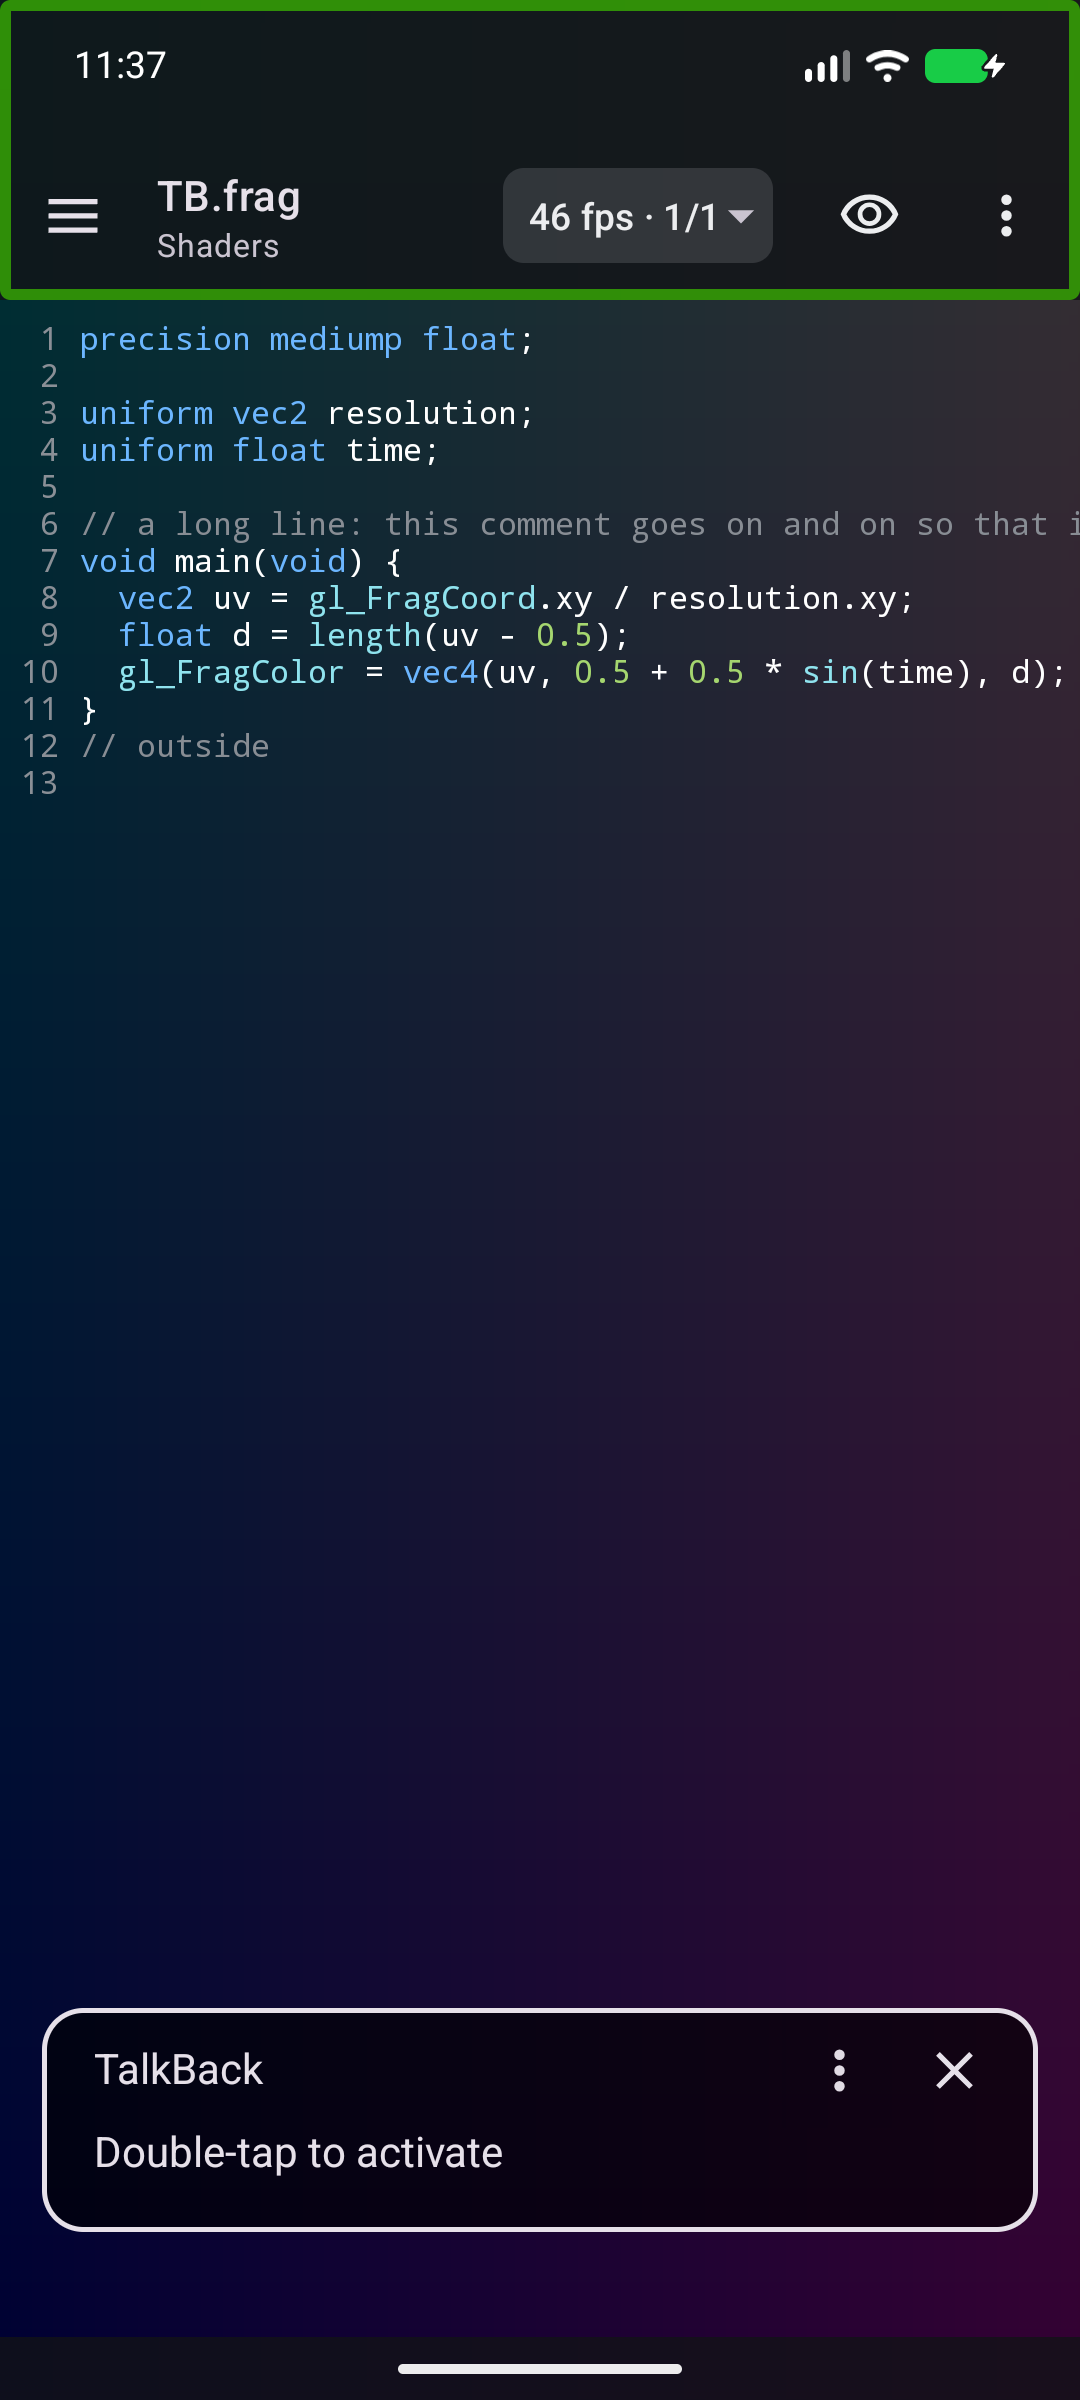 11:37
TB.frag
Shaders
46 fps · 1/1
1 precision mediump float;
2
3 uniform vec2 resolution;
4 uniform float time;
5
6 // a long line: this comment goes on and on so that i
7 void main(void) {
8   vec2 uv = gl_FragCoord.xy / resolution.xy;
9   float d = length(uv - 0.5);
10   gl_FragColor = vec4(uv, 0.5 + 0.5 * sin(time), d);
11 }
12 // outside
13
TalkBack
Double-tap to activate